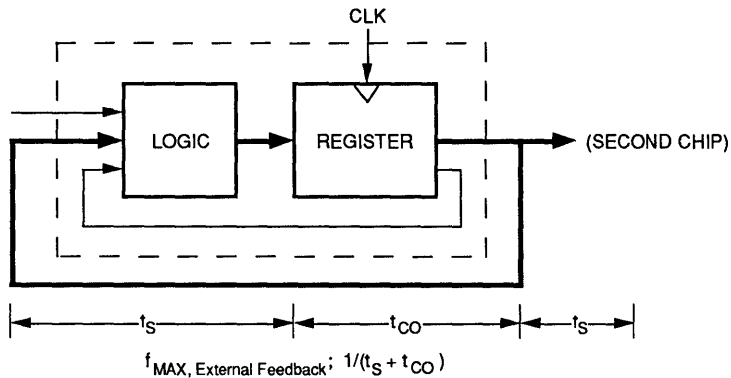 CLK
LOGIC
REGISTER
(SECOND CHIP)
tS
tCO
tS
fMAX, External Feedback; 1/(tS + tCO)